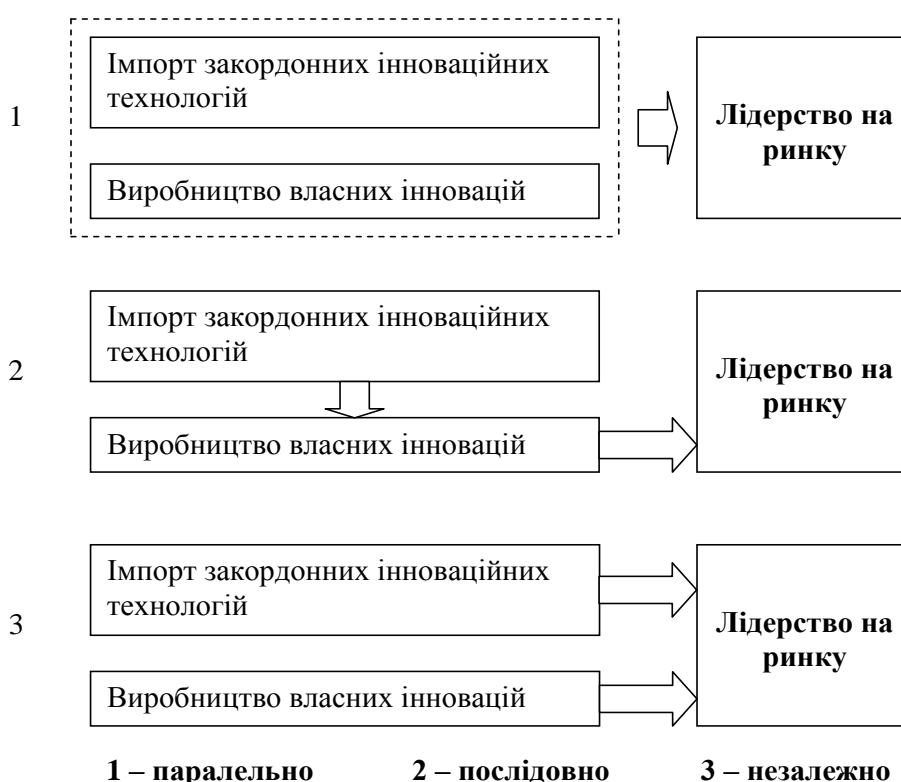 1
Імпорт закордонних інноваційних
технологій
Виробництво власних інновацій
Лідерство на
ринку
2
Імпорт закордонних інноваційних
технологій
Виробництво власних інновацій
Лідерство на
ринку
3
Імпорт закордонних інноваційних
технологій
Виробництво власних інновацій
Лідерство на
ринку
1 – паралельно 2 – послідовно 3 – незалежно